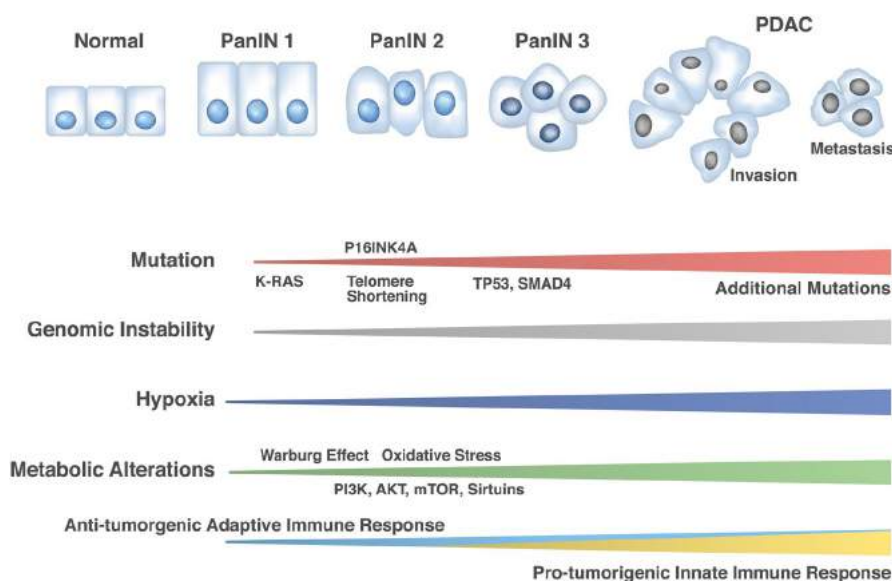 Normal
PanIN 1
PanIN 2
PanIN 3
PDAC
Invasion
Metastasis
Mutation
P16INK4A
K-RAS
Telomere
Shortening
TP53, SMAD4
Additional Mutations
Genomic Instability
Hypoxia
Metabolic Alterations
Warburg Effect
Oxidative Stress
PI3K, AKT, mTOR, Sirtuins
Anti-tumorgenic Adaptive Immune Response
Pro-tumorigenic Innate Immune Response